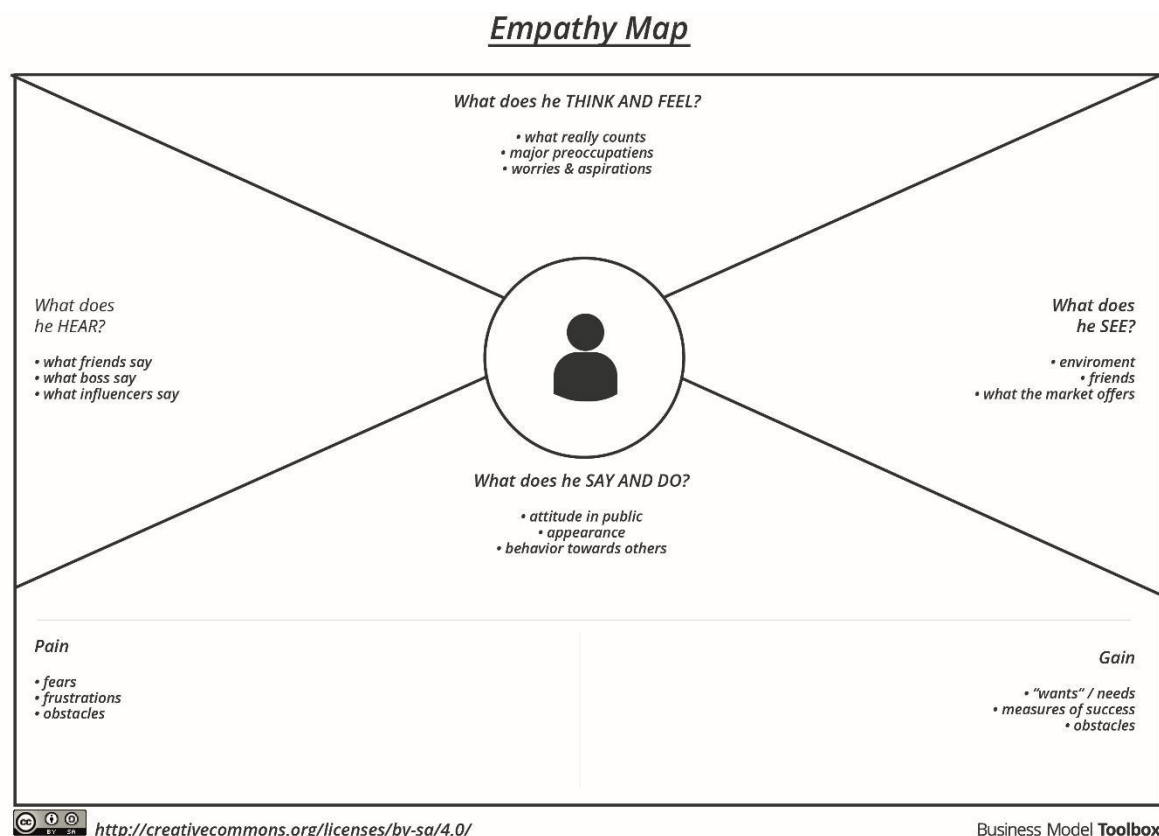 Empathy Map
What does he THINK AND FEEL?
• what really counts
• major preoccupatiens
• worries & aspirations
What does
he HEAR?
• what friends say
• what boss say
• what influencers say
What does
he SEE?
• enviroment
• friends
• what the market offers
What does he SAY AND DO?
• attitude in public
• appearance
• behavior towards others
Pain
• fears
• frustrations
• obstacles
Gain
• “wants” / needs
• measures of success
• obstacles
cc BY SA http://creativecommons.org/licenses/by-sa/4.0/
Business Model Toolbox